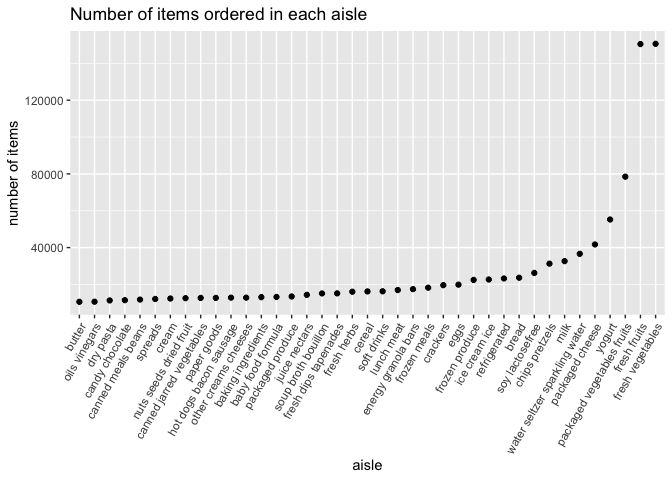 Number of items ordered in each aisle
number of items
120000
80000
40000
butter
oils vinegars
dry pasta
candy chocolate
canned meals beans
spreads
cream
nuts seeds dried fruit
canned jarred vegetables
paper goods
hot dogs bacon sausage
other creams cheeses
baking ingredients
baby food formula
packaged produce
juice nectars
soup broth bouillon
fresh dips tapenades
fresh herbs
cereal
soft drinks
lunch meat
energy granola bars
frozen meals
crackers
eggs
frozen produce
ice cream ice
refrigerated
bread
soy lactosefree
chips pretzels
milk
water seltzer sparkling water
packaged cheese
yogurt
packaged vegetables fruits
fresh fruits
fresh vegetables
aisle